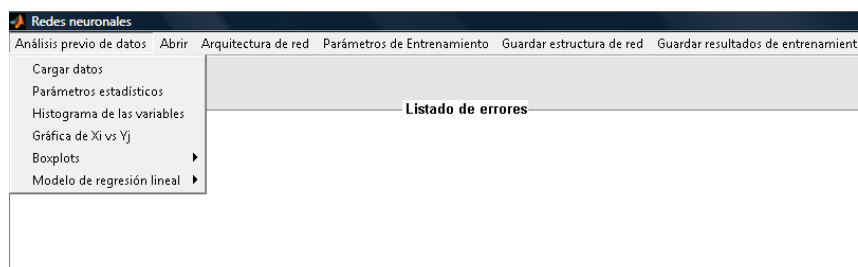 Redes neuronales
Análisis previo de datos Abrir Arquitectura de red Parámetros de Entrenamiento Guardar estructura de red Guardar resultados de entrenamient
Cargar datos
Parámetros estadísticos
Histograma de las variables
Listado de errores
Gráfica de Xi vs Yj
Boxplots
Modelo de regresión lineal